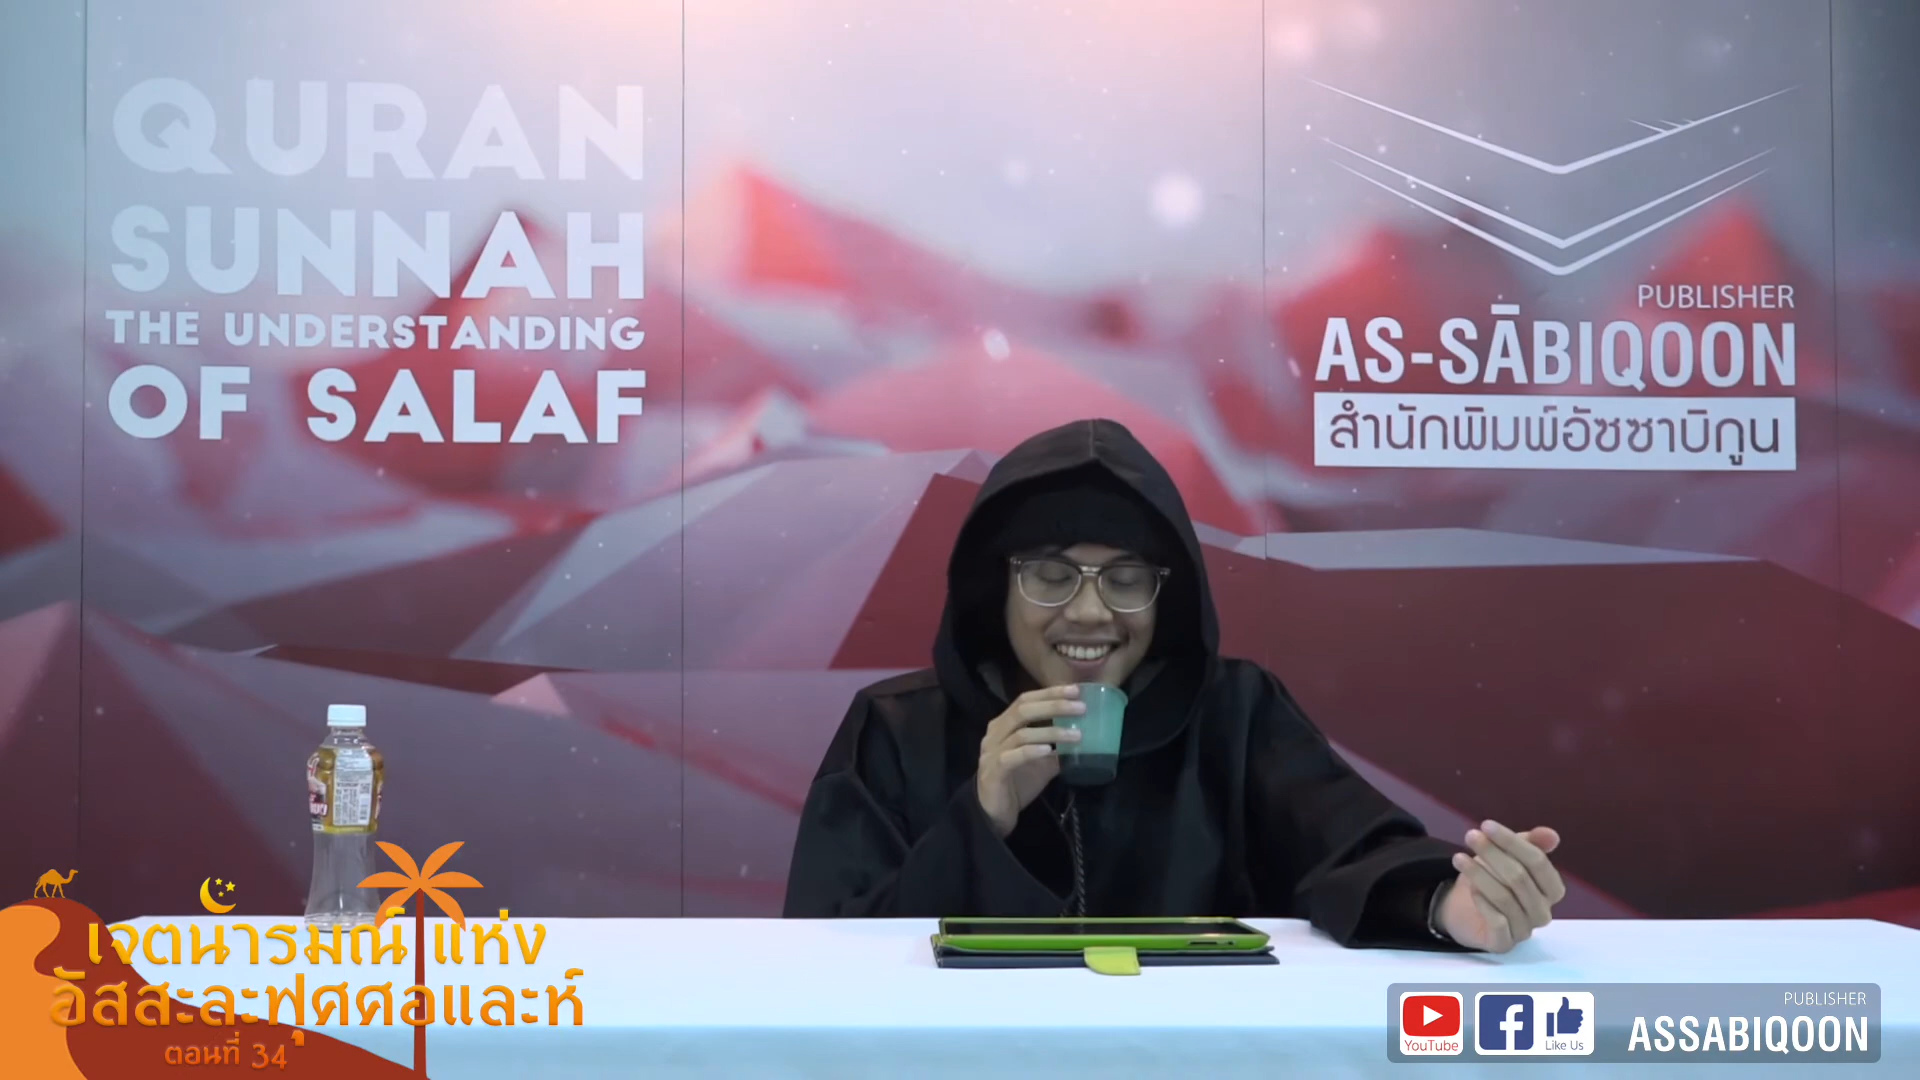 QURAN
SUNNAH
THE UNDERSTANDING
OF SALAF
PUBLISHER
AS-SĀBIQOON
สำนักพิมพ์อัซซาบิกูน
เจตนารมณ์ แห่ง
อัสสะละฟุศศอและห์
ตอนที่ 34
YouTube
Like Us
PUBLISHER
ASSABIQOON